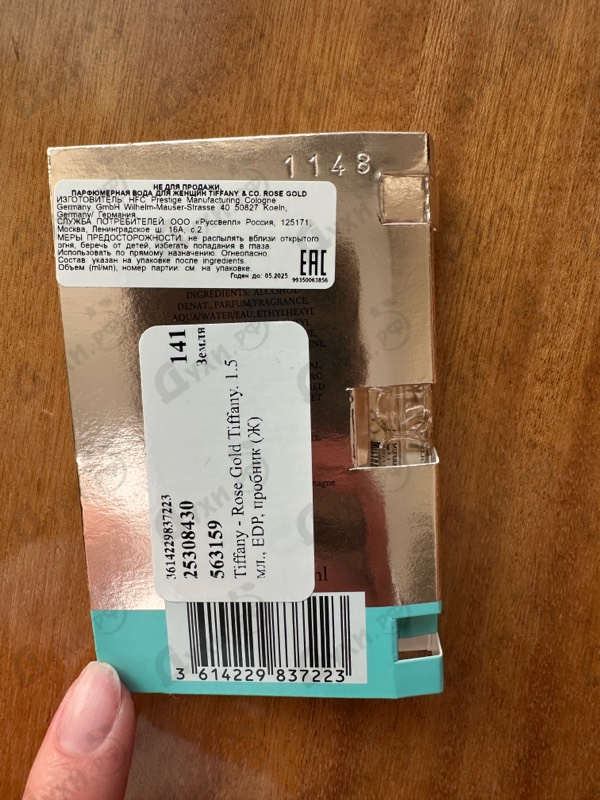 1148
НЕ ДЛЯ ПРОДАЖИ.
ПАРФЮМЕРНАЯ ВОДА ДЛЯ ЖЕНЩИН TIFFANY & CO. ROSE GOLD
ИЗГОТОВИТЕЛЬ: HFC Prestige Manufacturing Cologne
Germany GmbH Wilhelm-Mauser-Strasse 40 50827 Koeln,
Germany/ Германия
СЛУЖБА ПОТРЕБИТЕЛЕЙ: ООО «Руссвелл» Россия, 125171,
Москва, Ленинградское ш. 16А, с.2
МЕРЫ ПРЕДОСТОРОЖНОСТИ: не распылять вблизи открытого
огня, беречь от детей, избегать попадания в глаза.
Использовать по прямому назначению. Огнеопасно.
Состав указан на упаковке после ingredients.
Объем (ml/мл), номер партии: см. на упаковке.
Годен до: 05.2025
EAC
99350063856
INGREDIENTS: ALCOHOL
DENAT., PARFUM/FRAGRANCE,
AQUA/WATER/EAU, ETHYLHEXYL
141
Земля
3614229837223
25308430
563159
Tiffany - Rose Gold Tiffany. 1.5
мл., EDP, пробник (Ж)
ml
3 614229 837223
духи.рф